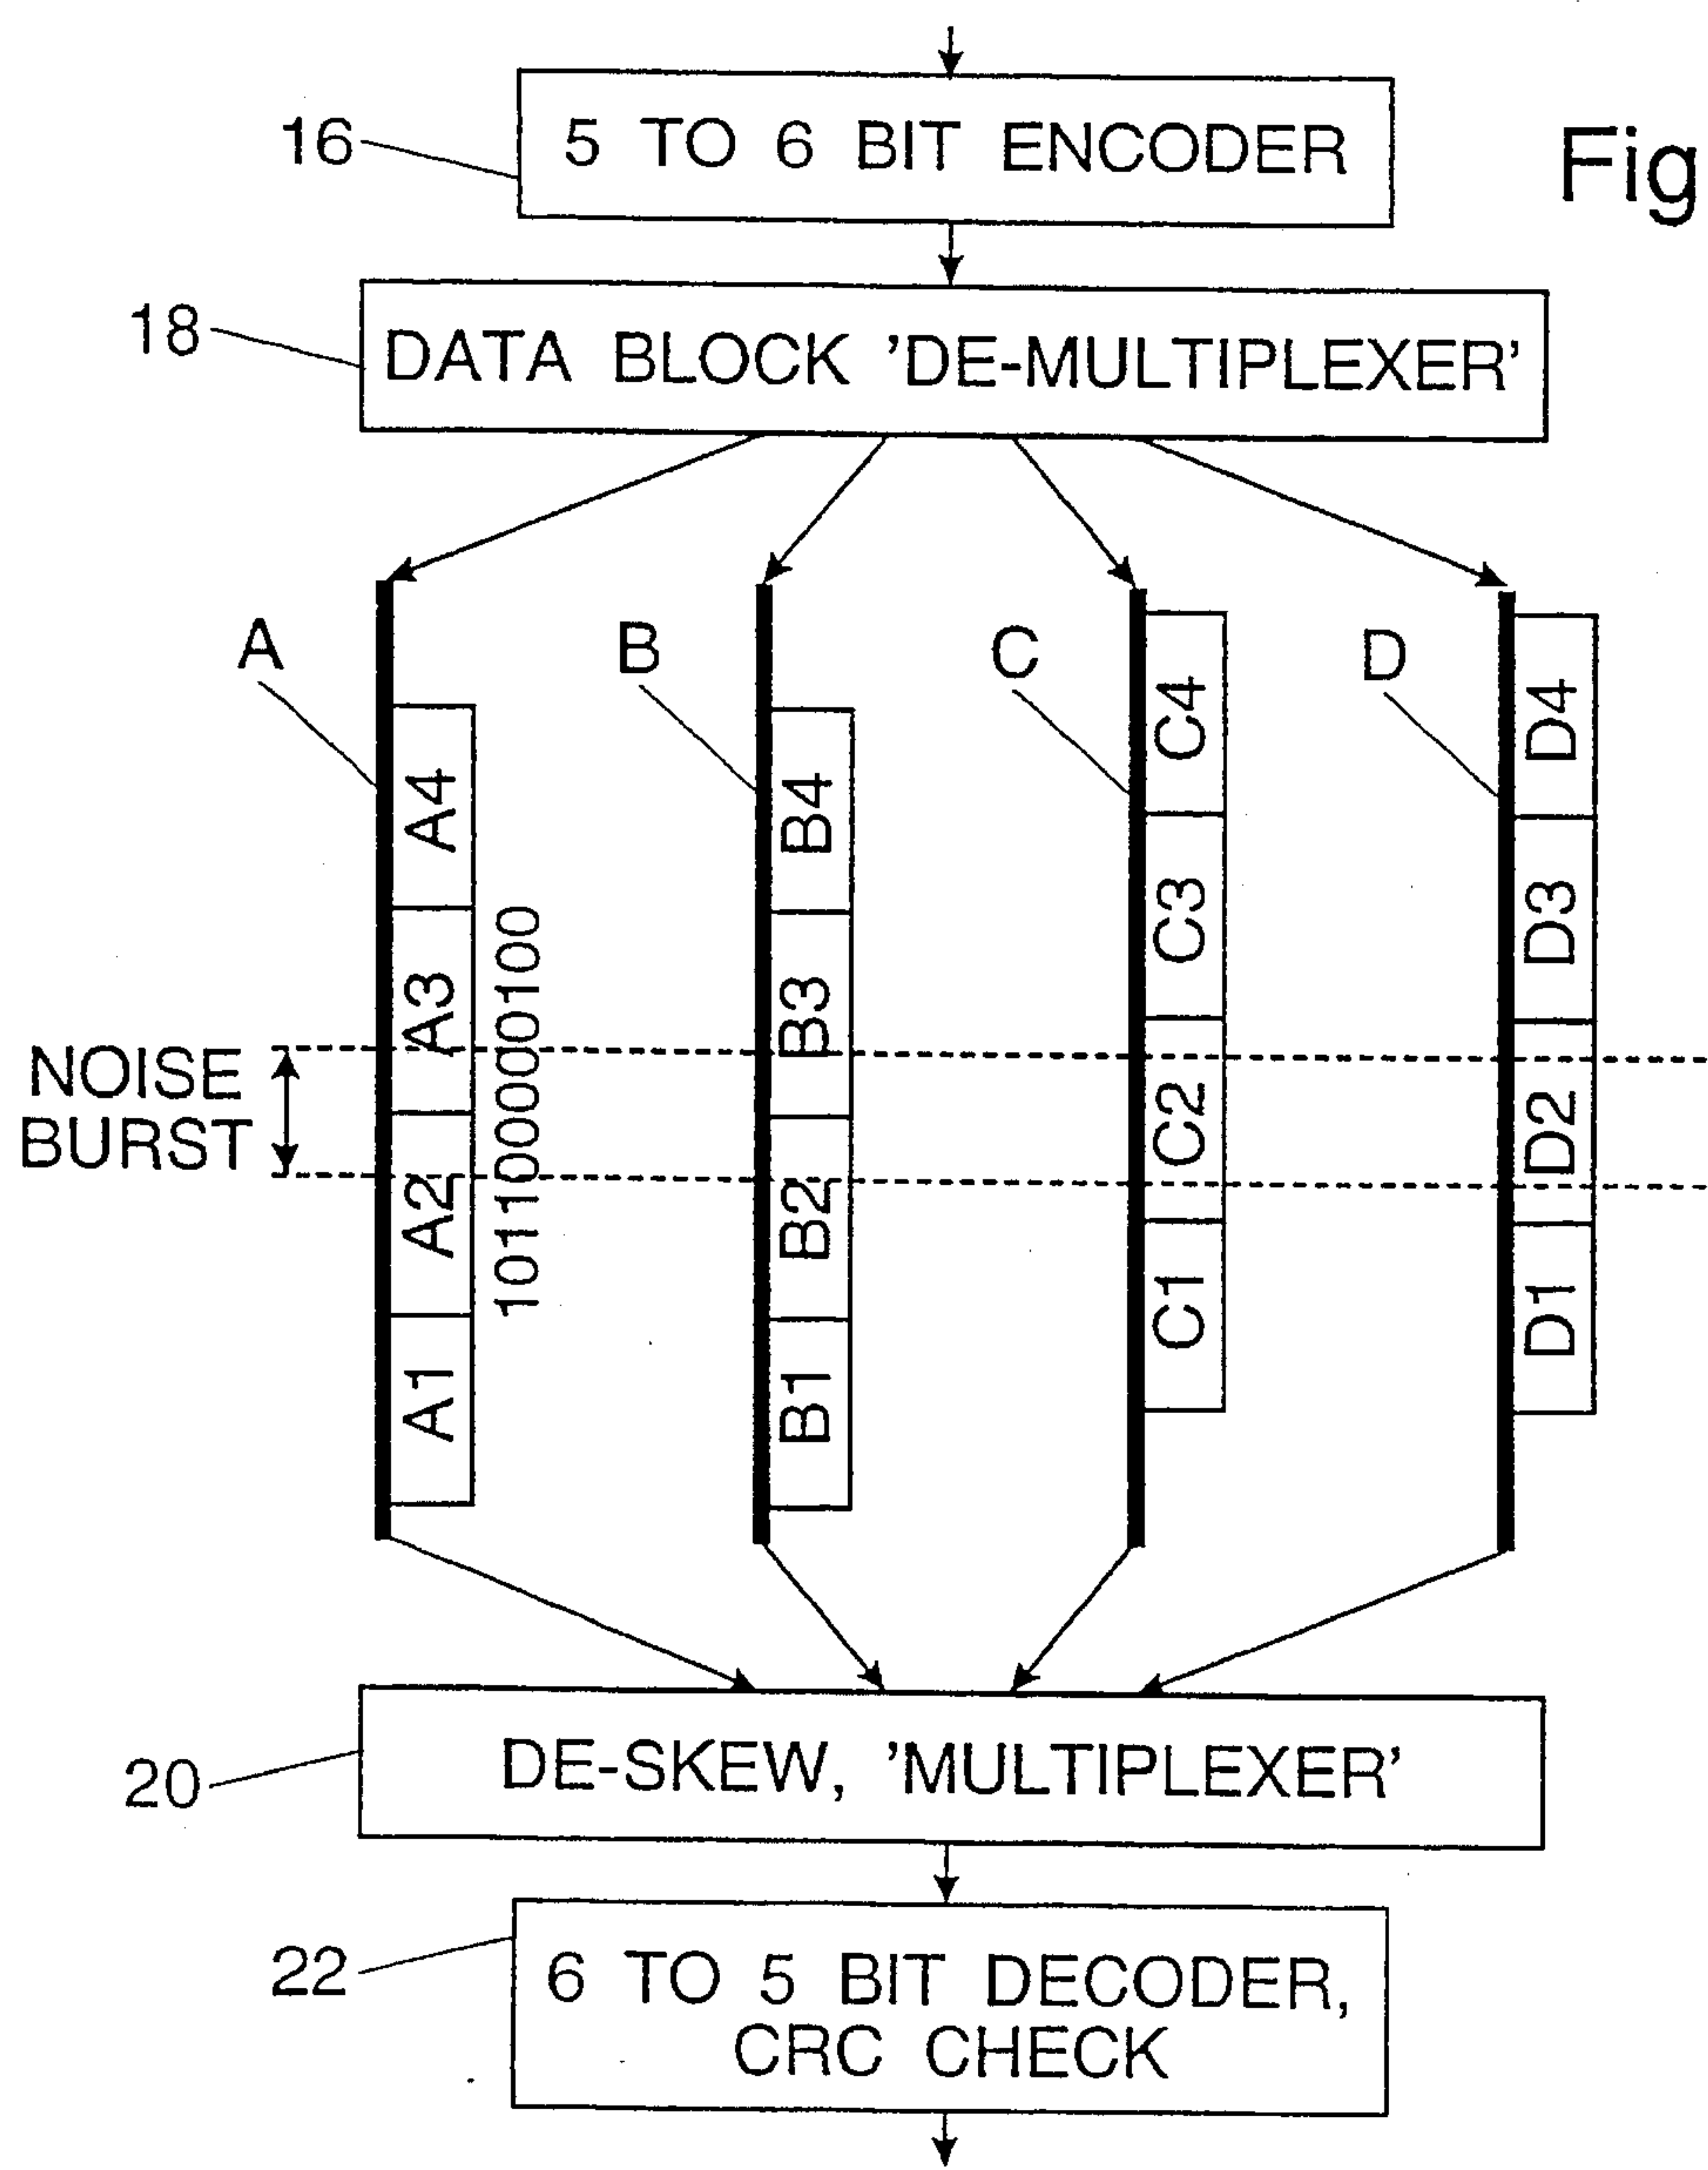 16
5 TO 6 BIT ENCODER
Fig
18
DATA BLOCK 'DE-MULTIPLEXER'
A
B
C
D
A4
A3
A2
A1
101100000100
B4
B3
B2
B1
C4
C3
C2
C1
D4
D3
D2
D1
NOISE
BURST
20
DE-SKEW, 'MULTIPLEXER'
22
6 TO 5 BIT DECODER,
CRC CHECK